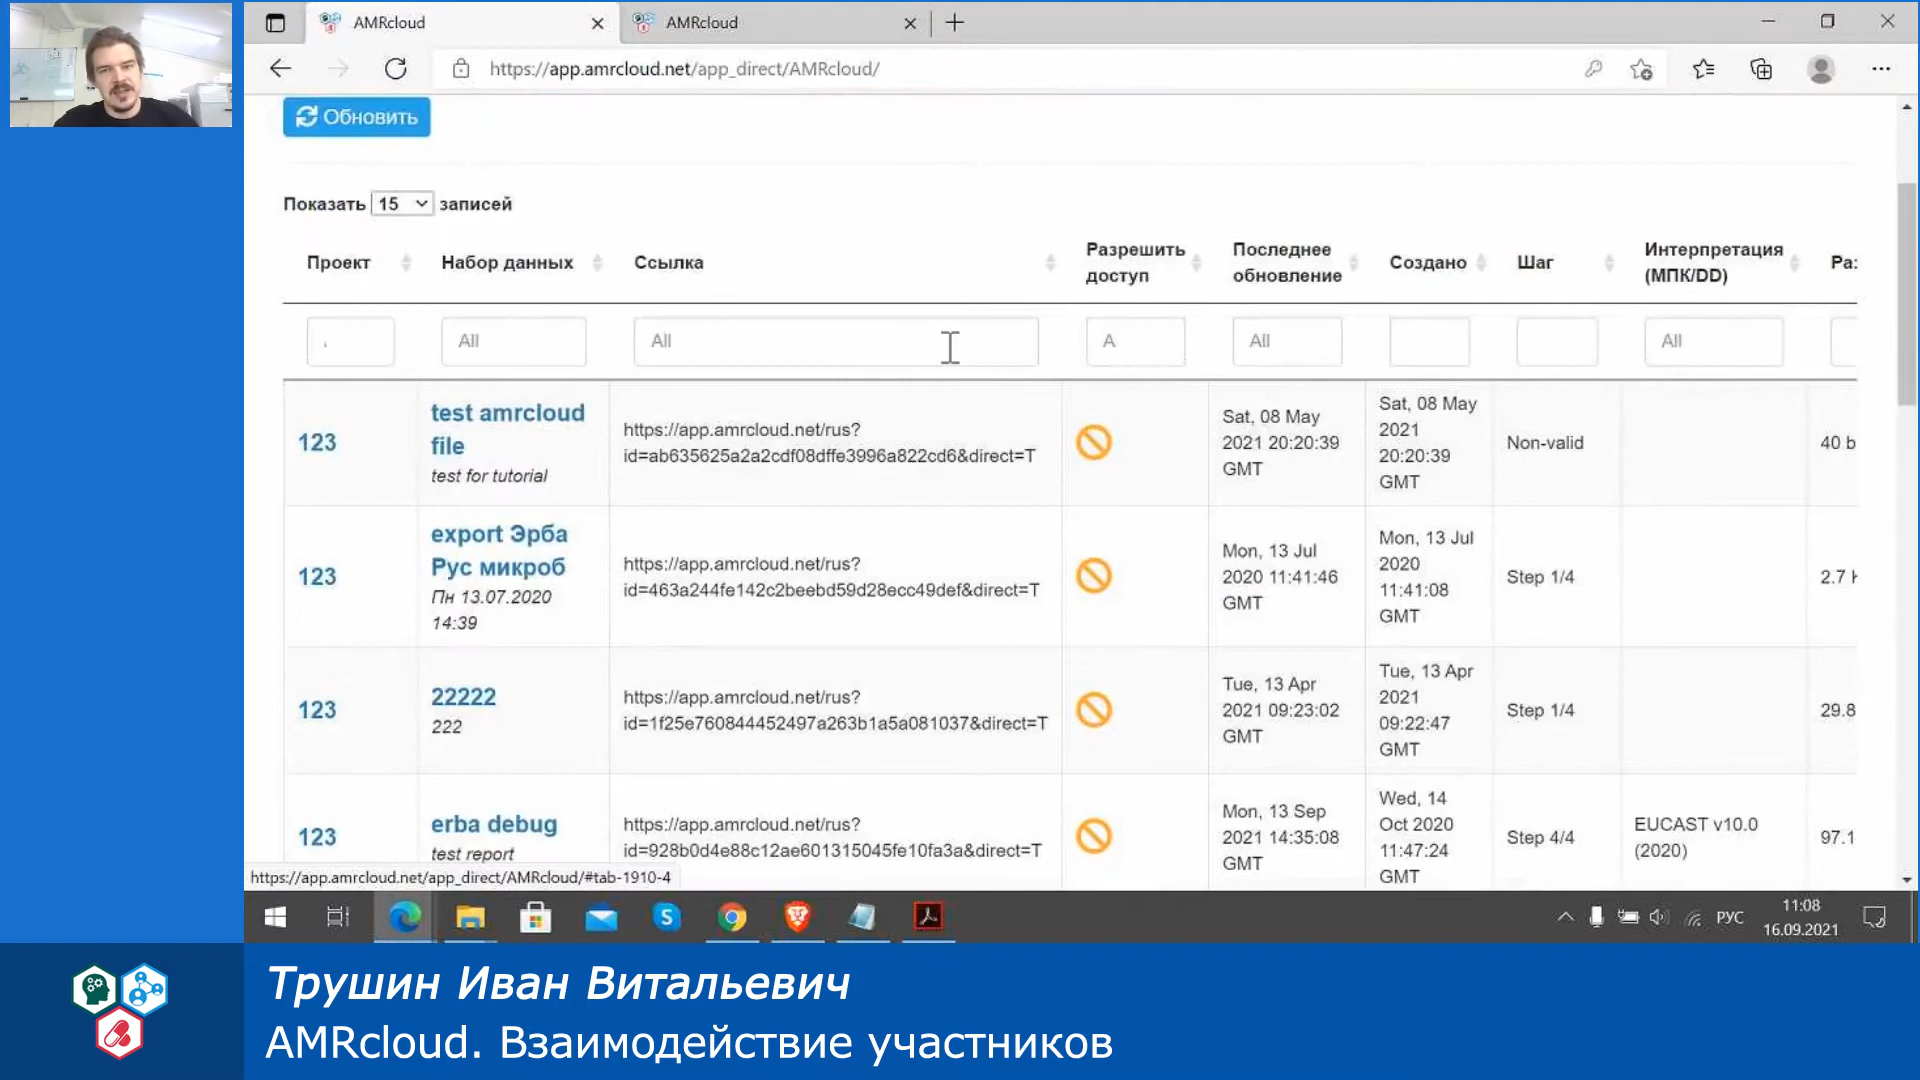 AMRcloud
AMRcloud
https://app.amrcloud.net/app_direct/AMRcloud/
Обновить
Показать 15 записей
Проект
Набор данных
Ссылка
Разрешить
доступ
Последнее
обновление
Создано
Шаг
Интерпретация
(МПК/DD)
All
All
A
All
All
123
test amrcloud
file
test for tutorial
https://app.amrcloud.net/rus?
id=ab635625a2a2cdf08dffe3996a822cd6&direct=T
Sat, 08 May
2021 20:20:39
GMT
Sat, 08 May
2021
20:20:39
GMT
Non-valid
40 b
123
export Эрба
Рус микроб
Пн 13.07.2020
14:39
https://app.amrcloud.net/rus?
id=463a244fe142c2beebd59d28ecc49def&direct=T
Mon, 13 Jul
2020 11:41:46
GMT
Mon, 13 Jul
2020
11:41:08
GMT
Step 1/4
2.7
123
22222
222
https://app.amrcloud.net/rus?
id=1f25e760844452497a263b1a5a081037&direct=T
Tue, 13 Apr
2021 09:23:02
GMT
Tue, 13 Apr
2021
09:22:47
GMT
Step 1/4
29.8
123
erba debug
test report
https://app.amrcloud.net/rus?
id=928b0d4e88c12ae601315045fe10fa3a&direct=T
Mon, 13 Sep
2021 14:35:08
GMT
Wed, 14
Oct 2020
11:47:24
GMT
Step 4/4
EUCAST v10.0
(2020)
97.1
https://app.amrcloud.net/app_direct/AMRcloud/#tab-1910-4
РУС
11:08
16.09.2021
Трушин Иван Витальевич
AMRcloud. Взаимодействие участников